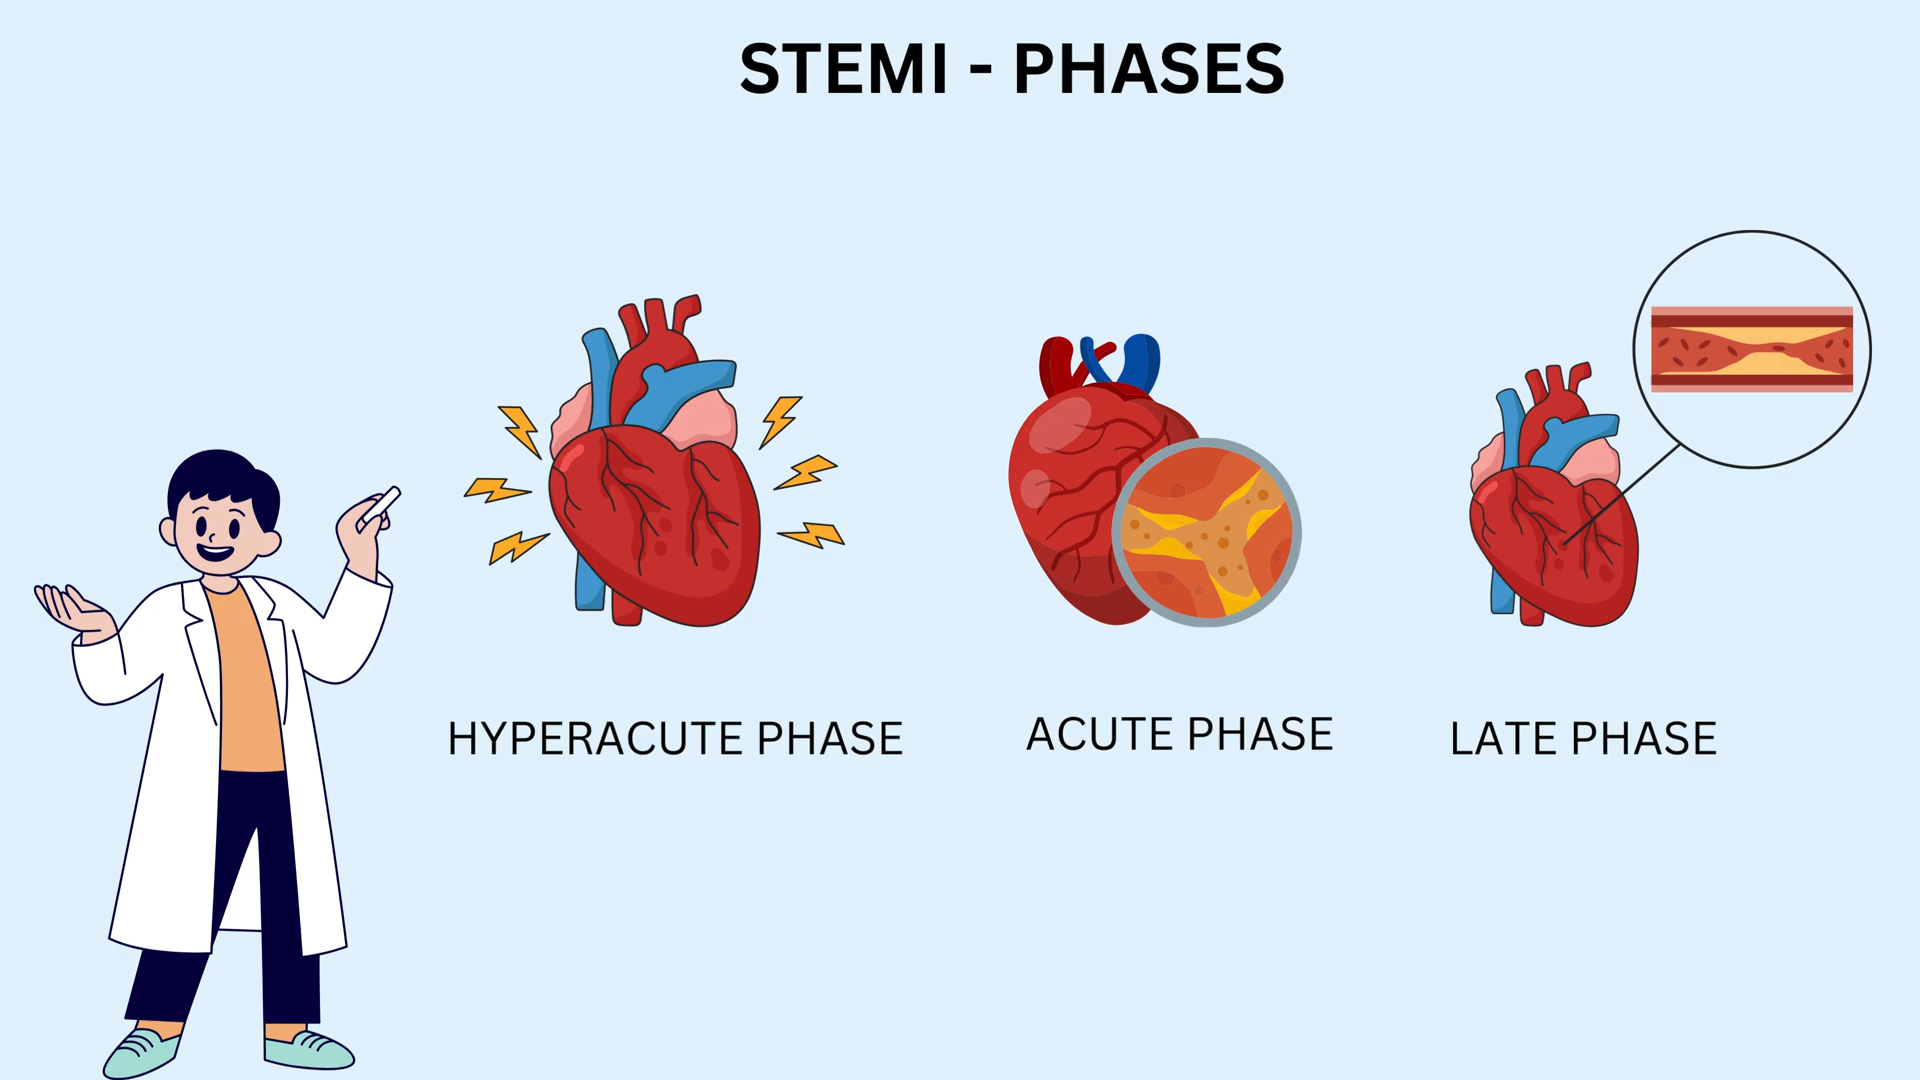 STEMI - PHASES
HYPERACUTE PHASE
ACUTE PHASE
LATE PHASE